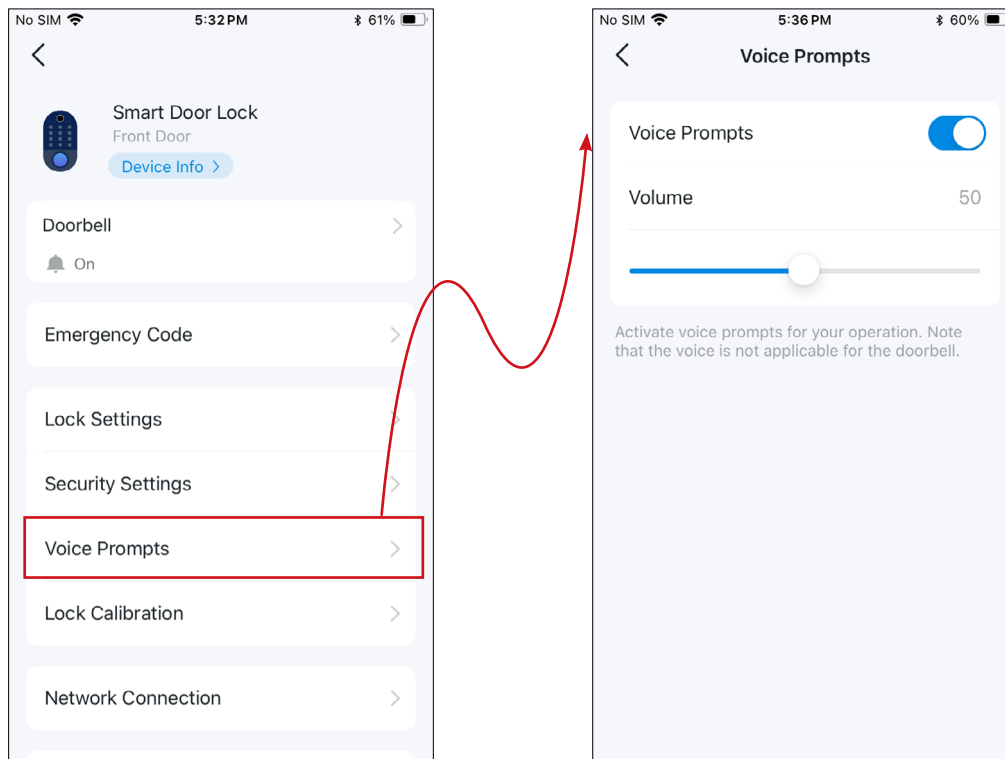 No SIM 5:32 PM 61%
Smart Door Lock
Front Door
Device Info >
Doorbell
On
Emergency Code
Lock Settings
Security Settings
Voice Prompts
Lock Calibration
Network Connection
No SIM 5:36 PM 60%
Voice Prompts
Voice Prompts
Volume 50
Activate voice prompts for your operation. Note
that the voice is not applicable for the doorbell.